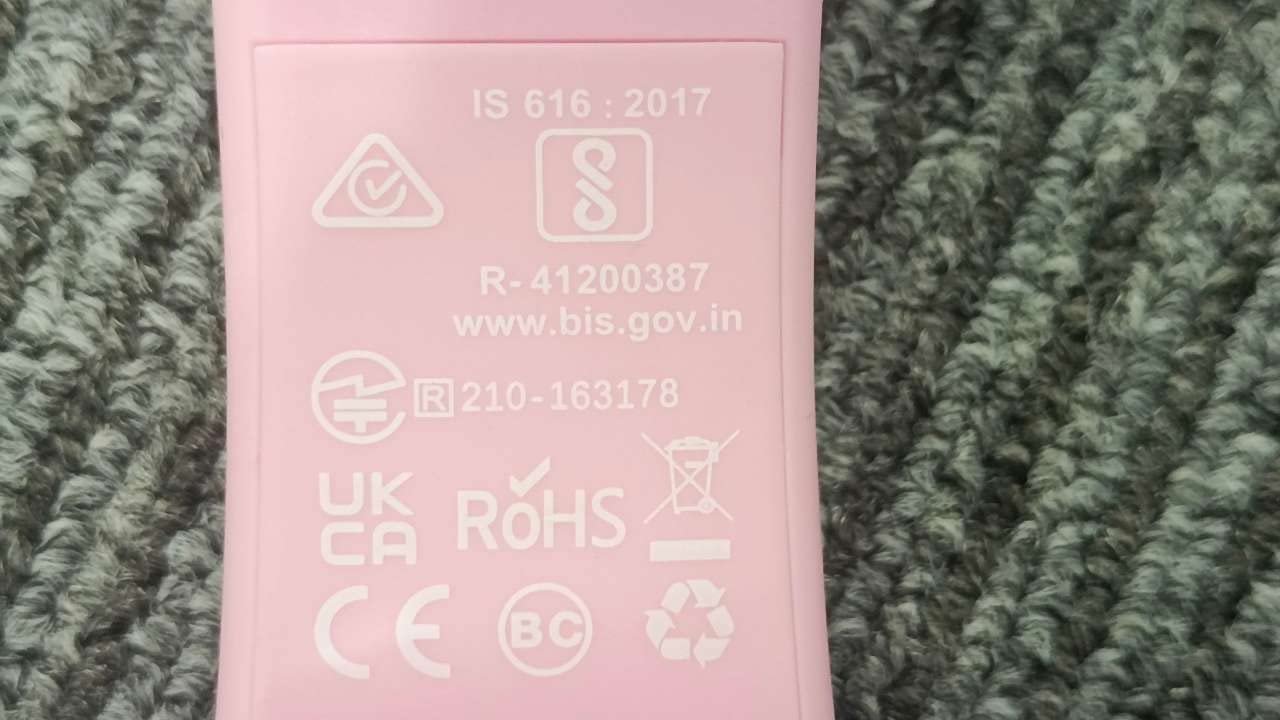 IS 616 : 2017
R- 41200387
www.bis.gov.in
R 210-163178
UK
CA
RoHS
CE
BC